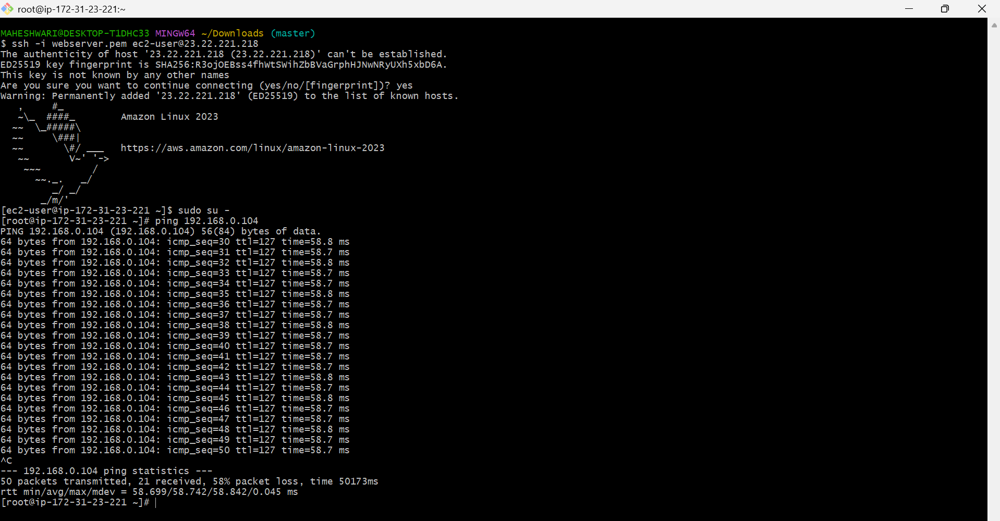 root@ip-172-31-23-221:~
MAHESHWARI@DESKTOP-T1DHC33 MINGW64 ~/Downloads (master)
$ ssh -i webserver.pem ec2-user@23.22.221.218
The authenticity of host '23.22.221.218 (23.22.221.218)' can't be established.
ED25519 key fingerprint is SHA256:R3ojOEBss4fhWtSWihZbBVaGrphHJNwNRyUXh5xbD6A.
This key is not known by any other names
Are you sure you want to continue connecting (yes/no/[fingerprint])? yes
Warning: Permanently added '23.22.221.218' (ED25519) to the list of known hosts.
   ,     #_
   ~\_  ####_        Amazon Linux 2023
  ~~  \_#####\
  ~~     \###|
  ~~       \#/ ___   https://aws.amazon.com/linux/amazon-linux-2023
   ~~       V~' '->
    ~~~         /
      ~~._.   _/
         _/ _/
       _/m/'
[ec2-user@ip-172-31-23-221 ~]$ sudo su -
[root@ip-172-31-23-221 ~]# ping 192.168.0.104
PING 192.168.0.104 (192.168.0.104) 56(84) bytes of data.
64 bytes from 192.168.0.104: icmp_seq=30 ttl=127 time=58.8 ms
64 bytes from 192.168.0.104: icmp_seq=31 ttl=127 time=58.7 ms
64 bytes from 192.168.0.104: icmp_seq=32 ttl=127 time=58.8 ms
64 bytes from 192.168.0.104: icmp_seq=33 ttl=127 time=58.7 ms
64 bytes from 192.168.0.104: icmp_seq=34 ttl=127 time=58.7 ms
64 bytes from 192.168.0.104: icmp_seq=35 ttl=127 time=58.8 ms
64 bytes from 192.168.0.104: icmp_seq=36 ttl=127 time=58.7 ms
64 bytes from 192.168.0.104: icmp_seq=37 ttl=127 time=58.7 ms
64 bytes from 192.168.0.104: icmp_seq=38 ttl=127 time=58.8 ms
64 bytes from 192.168.0.104: icmp_seq=39 ttl=127 time=58.7 ms
64 bytes from 192.168.0.104: icmp_seq=40 ttl=127 time=58.7 ms
64 bytes from 192.168.0.104: icmp_seq=41 ttl=127 time=58.7 ms
64 bytes from 192.168.0.104: icmp_seq=42 ttl=127 time=58.7 ms
64 bytes from 192.168.0.104: icmp_seq=43 ttl=127 time=58.8 ms
64 bytes from 192.168.0.104: icmp_seq=44 ttl=127 time=58.7 ms
64 bytes from 192.168.0.104: icmp_seq=45 ttl=127 time=58.8 ms
64 bytes from 192.168.0.104: icmp_seq=46 ttl=127 time=58.7 ms
64 bytes from 192.168.0.104: icmp_seq=47 ttl=127 time=58.7 ms
64 bytes from 192.168.0.104: icmp_seq=48 ttl=127 time=58.8 ms
64 bytes from 192.168.0.104: icmp_seq=49 ttl=127 time=58.7 ms
64 bytes from 192.168.0.104: icmp_seq=50 ttl=127 time=58.7 ms
^C
--- 192.168.0.104 ping statistics ---
50 packets transmitted, 21 received, 58% packet loss, time 50173ms
rtt min/avg/max/mdev = 58.699/58.742/58.842/0.045 ms
[root@ip-172-31-23-221 ~]#